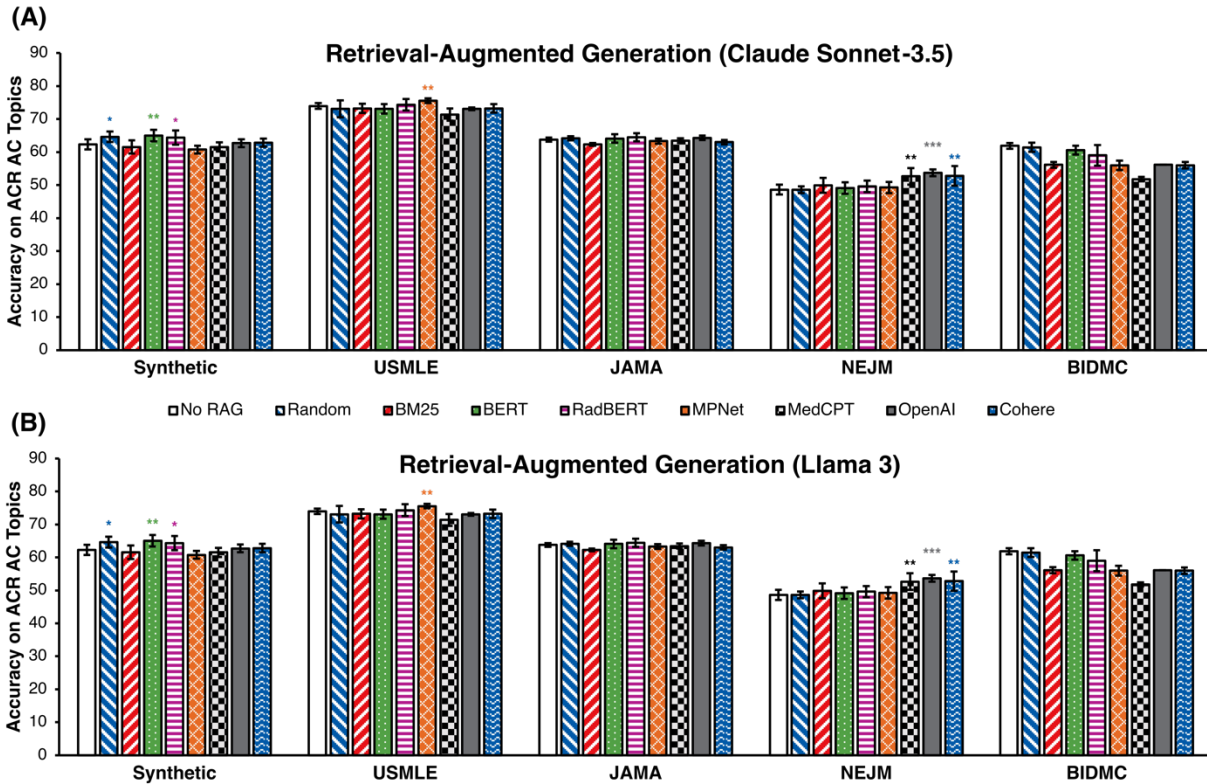 (A)
Retrieval-Augmented Generation (Claude Sonnet-3.5)
Accuracy on ACR AC Topics
90
80
70
60
50
40
30
20
10
0
* ** * ** ** *** **
Synthetic USMLE JAMA NEJM BIDMC
No RAG Random BM25 BERT RadBERT MPNet MedCPT OpenAI Cohere
(B)
Retrieval-Augmented Generation (Llama 3)
Accuracy on ACR AC Topics
90
80
70
60
50
40
30
20
10
0
* ** * ** ** *** **
Synthetic USMLE JAMA NEJM BIDMC